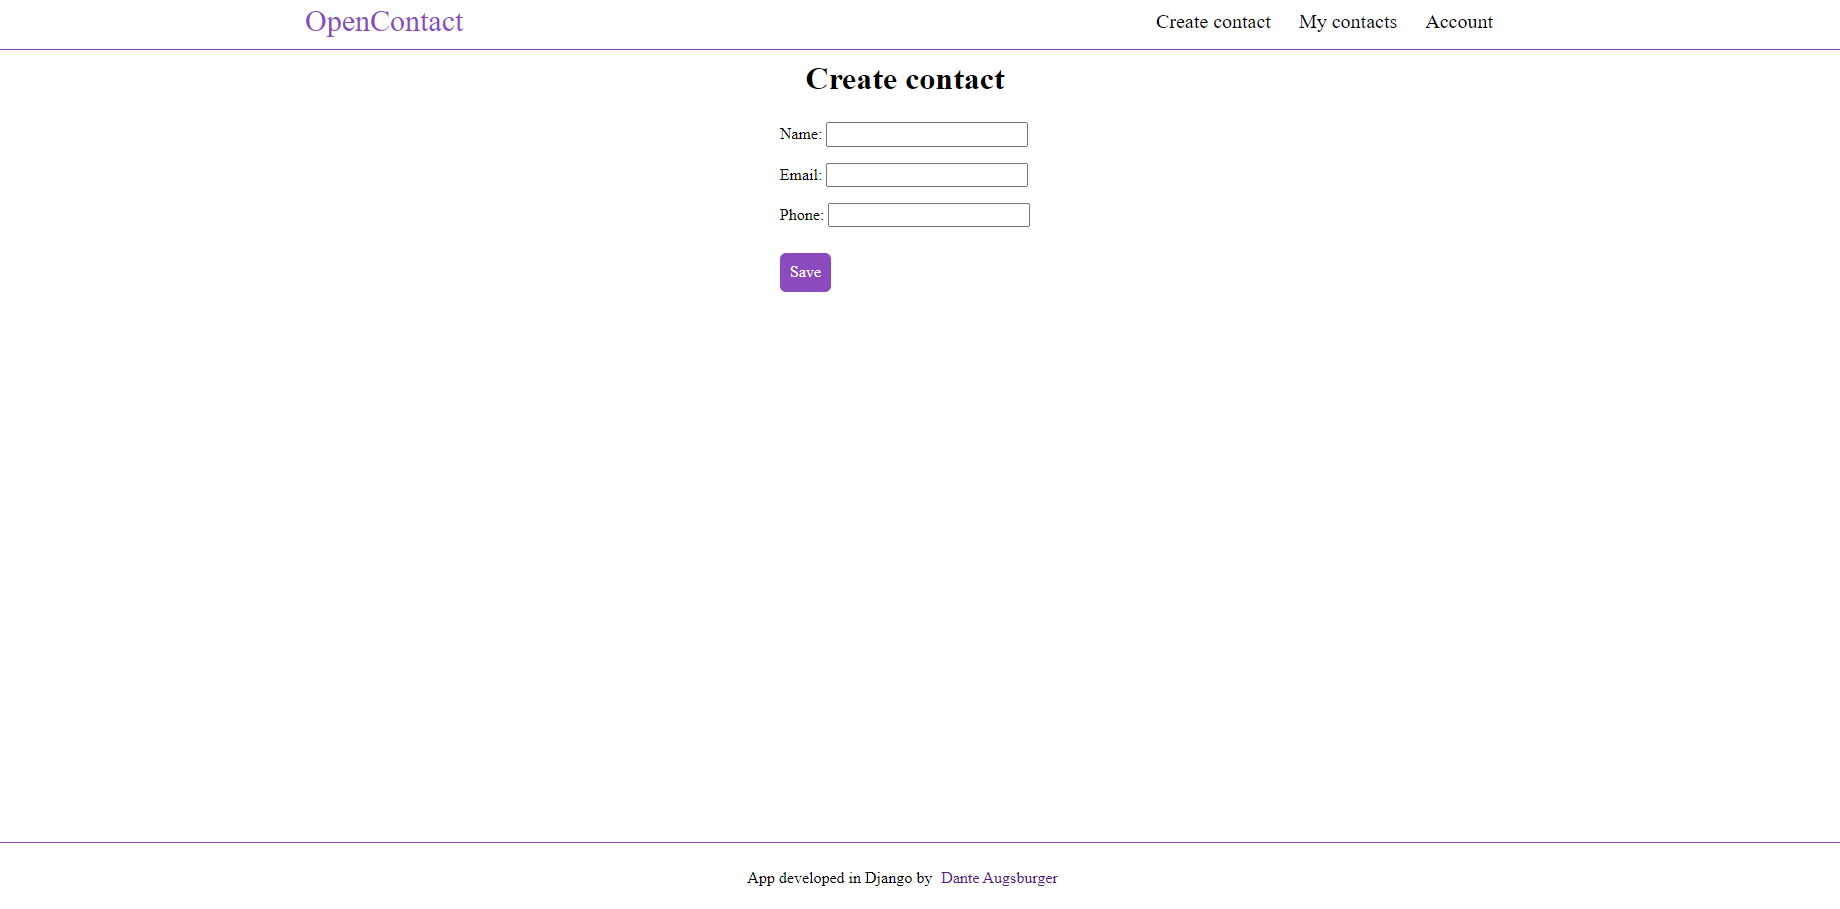 OpenContact Create contact My contacts Account
Create contact
Name:
Email:
Phone:
Save
App developed in Django by Dante Augsburger